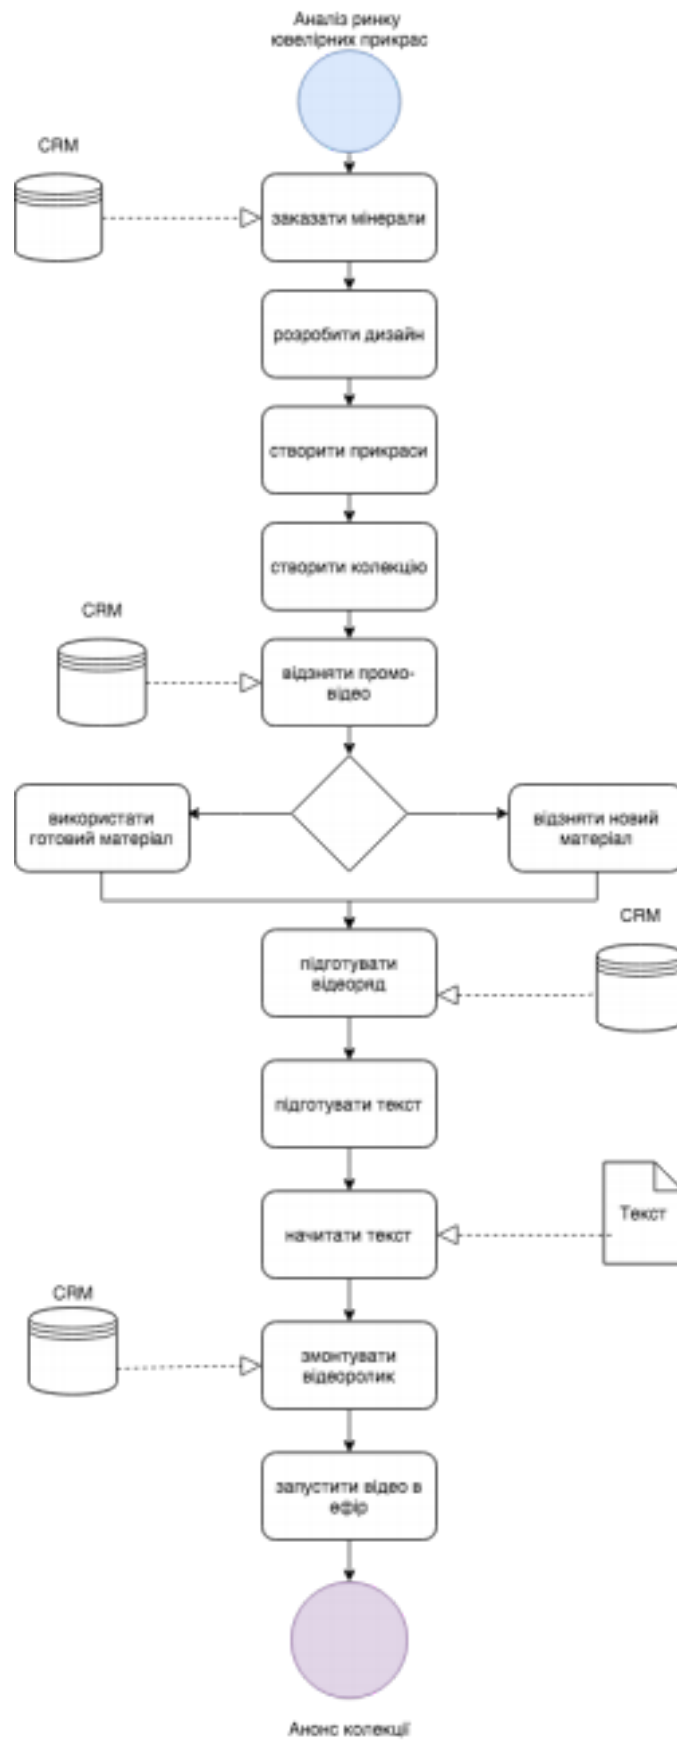 Аналіз ринку
ювелірних прикрас
CRM
заказати мінерали
розробити дизайн
створити прикраси
створити колекцію
CRM
відзняти промо-
відео
використати
готовий матеріал
відзняти новий
матеріал
CRM
підготувати
відеоряд
підготувати текст
Текст
начитати текст
CRM
змонтувати
відеоролик
запустити відео в
ефір
Анонс колекції